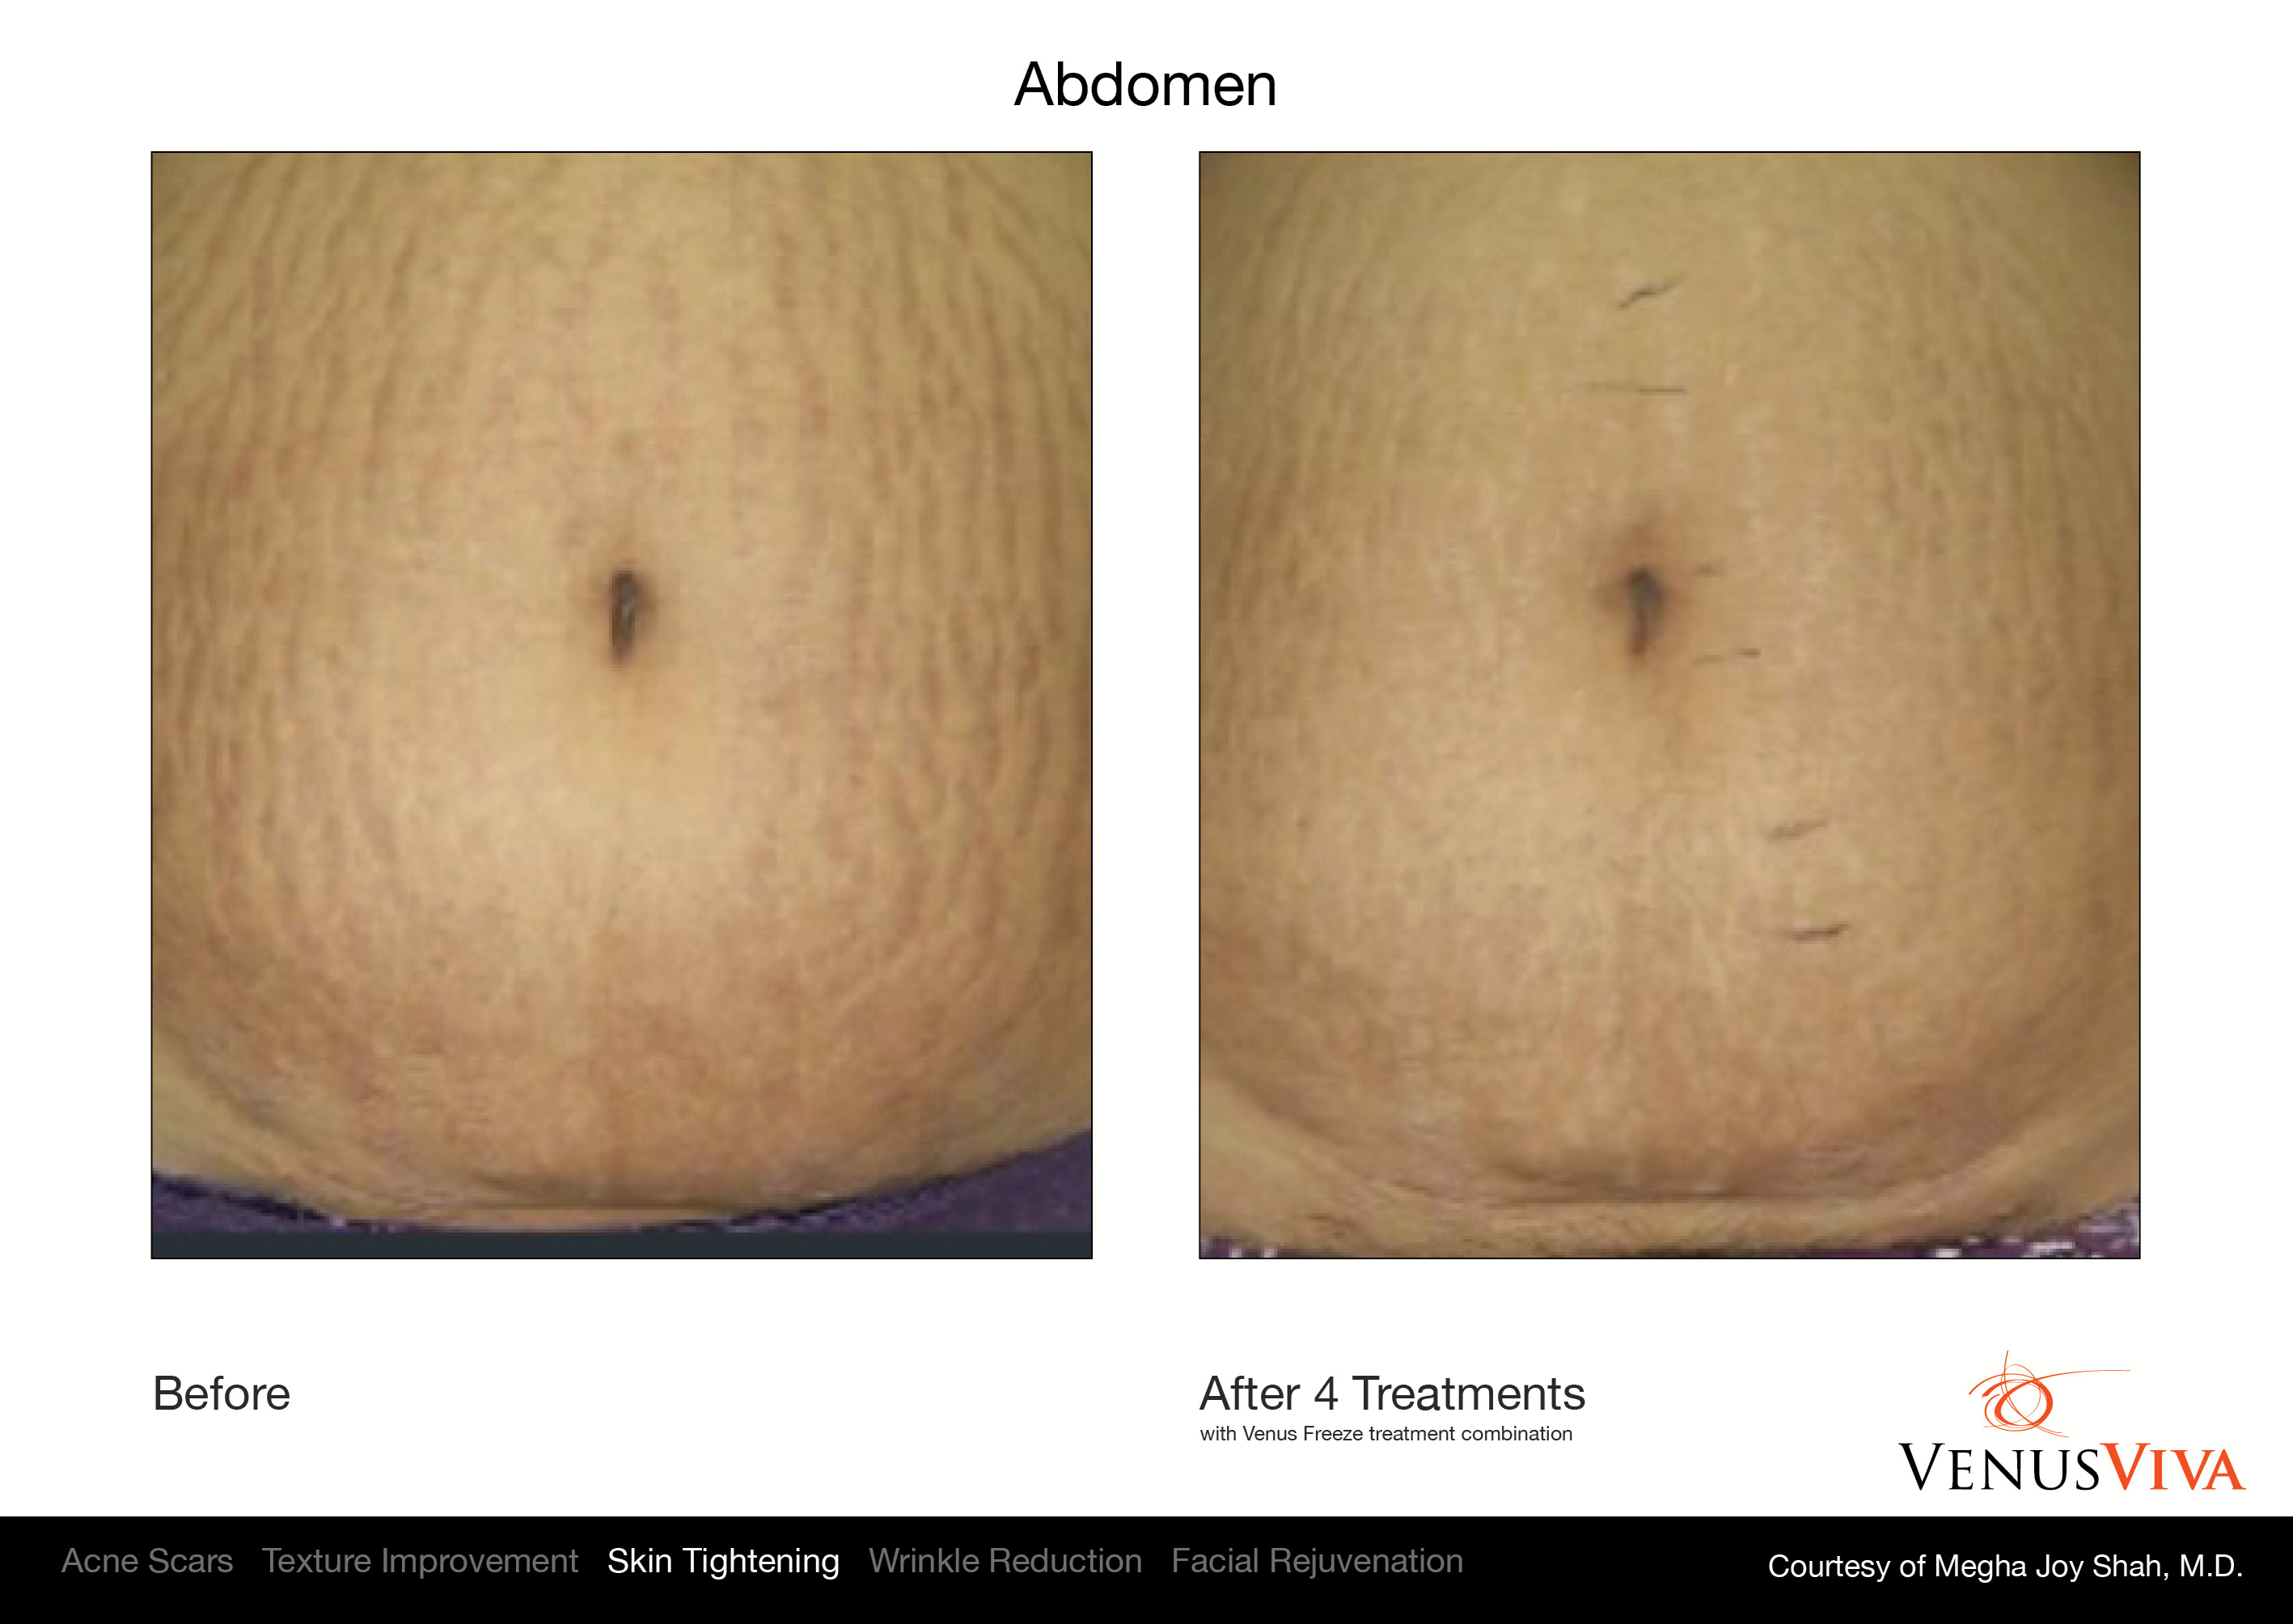 Abdomen
Before
After 4 Treatments
with Venus Freeze treatment combination
VENUSVIVA
Acne Scars Texture Improvement Skin Tightening Wrinkle Reduction Facial Rejuvenation
Courtesy of Megha Joy Shah, M.D.